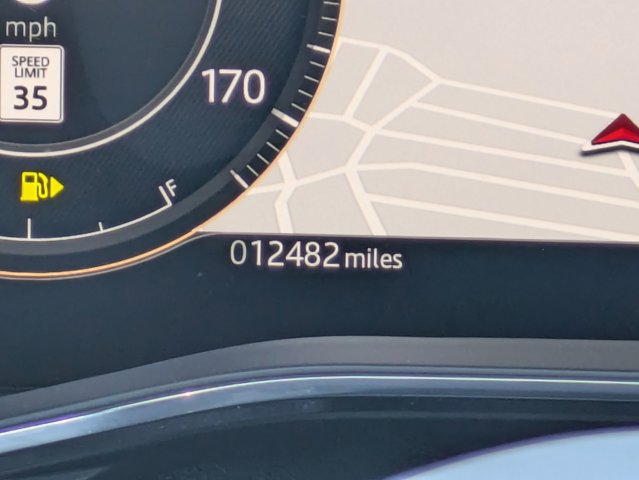 mph
SPEED
LIMIT
35
170
F
012482 miles